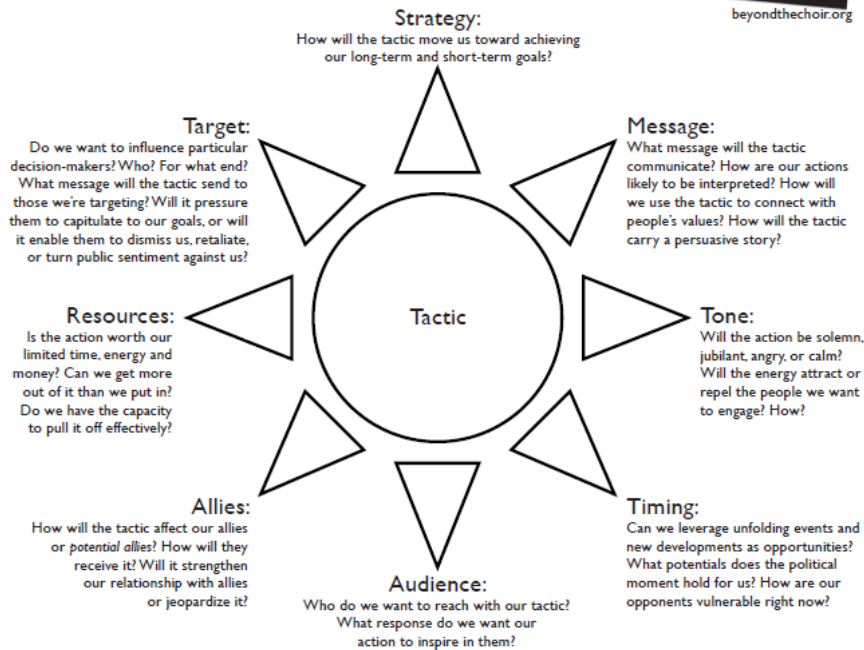 beyondthechoir.org
Strategy:
How will the tactic move us toward achieving
our long-term and short-term goals?
Target:
Do we want to influence particular
decision-makers? Who? For what end?
What message will the tactic send to
those we're targeting? Will it pressure
them to capitulate to our goals, or will
it enable them to dismiss us, retaliate,
or turn public sentiment against us?
Message:
What message will the tactic
communicate? How are our actions
likely to be interpreted? How will
we use the tactic to connect with
people's values? How will the tactic
carry a persuasive story?
Tactic
Resources:
Is the action worth our
limited time, energy and
money? Can we get more
out of it than we put in?
Do we have the capacity
to pull it off effectively?
Tone:
Will the action be solemn,
jubilant, angry, or calm?
Will the energy attract or
repel the people we want
to engage? How?
Allies:
How will the tactic affect our allies
or potential allies? How will they
receive it? Will it strengthen
our relationship with allies
or jeopardize it?
Audience:
Who do we want to reach with our tactic?
What response do we want our
action to inspire in them?
Timing:
Can we leverage unfolding events and
new developments as opportunities?
What potentials does the political
moment hold for us? How are our
opponents vulnerable right now?